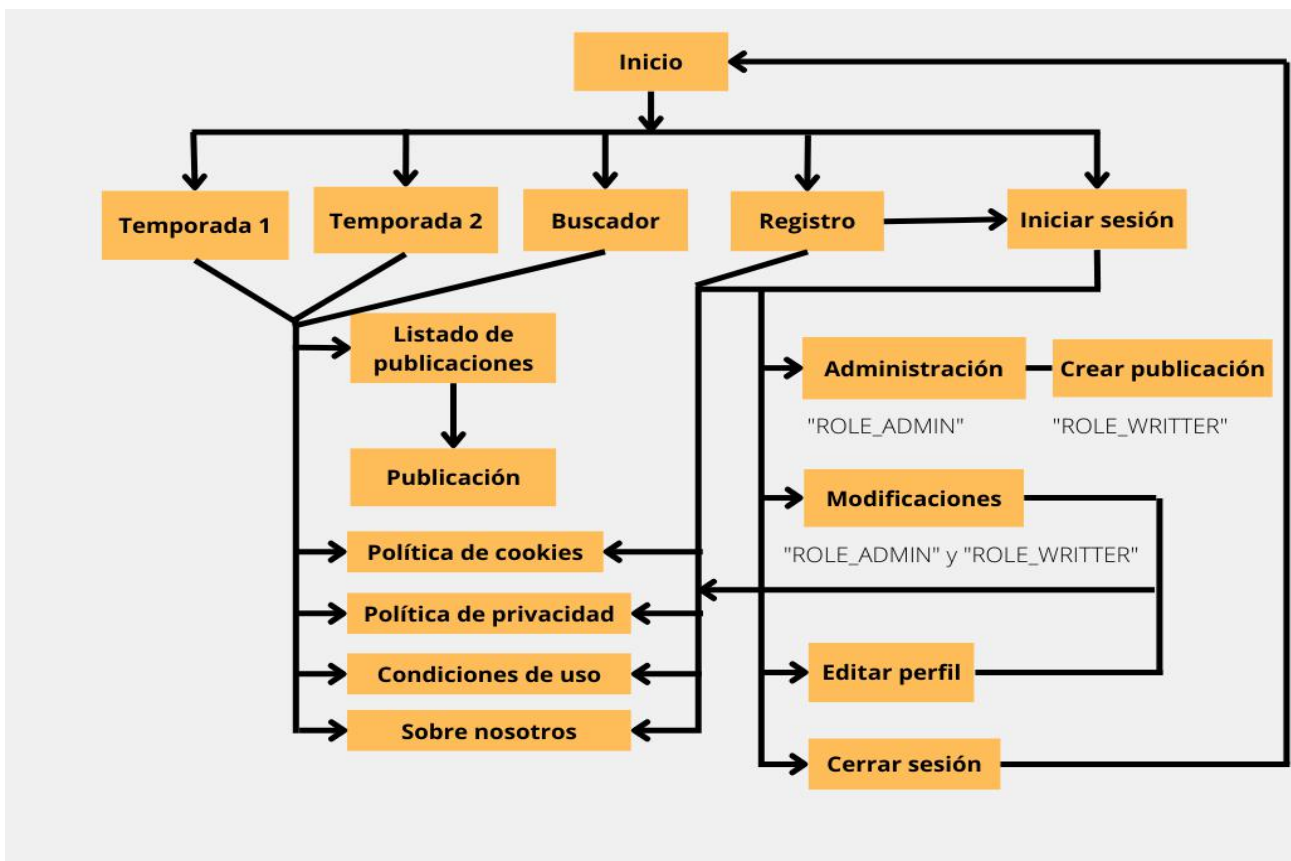 Inicio
Temporada 1
Temporada 2
Buscador
Registro
Iniciar sesión
Listado de
publicaciones
Publicación
Política de cookies
Política de privacidad
Condiciones de uso
Sobre nosotros
Administración
Crear publicación
"ROLE_ADMIN"
"ROLE_WRITTER"
Modificaciones
"ROLE_ADMIN" y "ROLE_WRITTER"
Editar perfil
Cerrar sesión